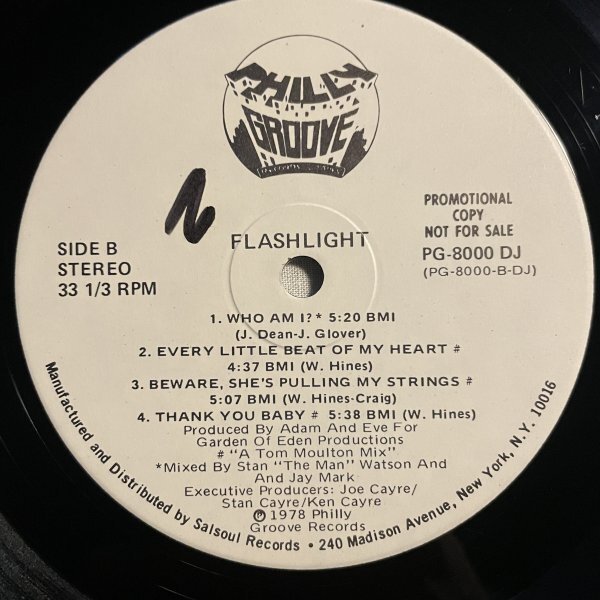 PHILLY
GROOVE
PROMOTIONAL
COPY
NOT FOR SALE
N
SIDE B
STEREO
33 1/3 RPM
FLASHLIGHT
PG-8000 DJ
(PG-8000-B-DJ)
1. WHO AM I?* 5:20 BMI
(J. Dean-J. Glover)
2. EVERY LITTLE BEAT OF MY HEART #
4:37 BMI (W. Hines)
3. BEWARE, SHE'S PULLING MY STRINGS #
5:07 BMI (W. Hines-Craig)
4. THANK YOU BABY # 5:38 BMI (W. Hines)
Produced By Adam And Eve For
Garden Of Eden Productions
# "A Tom Moulton Mix"
*Mixed By Stan "The Man" Watson And
And Jay Mark
Executive Producers: Joe Cayre/
Stan Cayre/Ken Cayre
℗ 1978 Philly
Groove Records
Manufactured and Distributed by Salsoul Records • 240 Madison Avenue, New York, N.Y. 10016